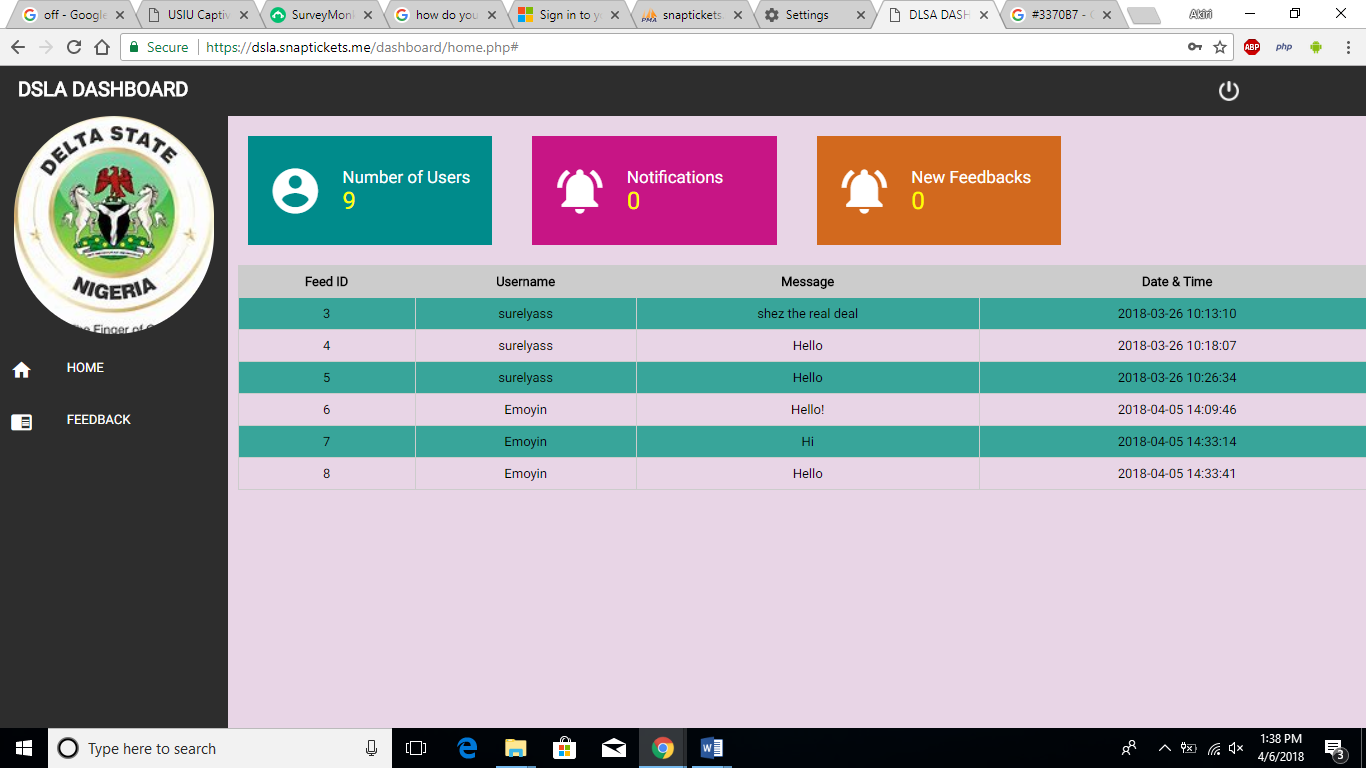 off - Google
USIU Captiv
SurveyMon
how do you
Sign in to y
snaptickets.
Settings
DLSA DASH
#3370B7 - G
Akiri
Secure
https://dsla.snaptickets.me/dashboard/home.php#
ABP
php
DSLA DASHBOARD
DELTA STATE
NIGERIA
The Finger of
HOME
FEEDBACK
Number of Users
9
Notifications
0
New Feedbacks
0
Feed ID Username Message Date & Time
3 surelyass shez the real deal 2018-03-26 10:13:10
4 surelyass Hello 2018-03-26 10:18:07
5 surelyass Hello 2018-03-26 10:26:34
6 Emoyin Hello! 2018-04-05 14:09:46
7 Emoyin Hi 2018-04-05 14:33:14
8 Emoyin Hello 2018-04-05 14:33:41
Type here to search
1:38 PM
4/6/2018
3